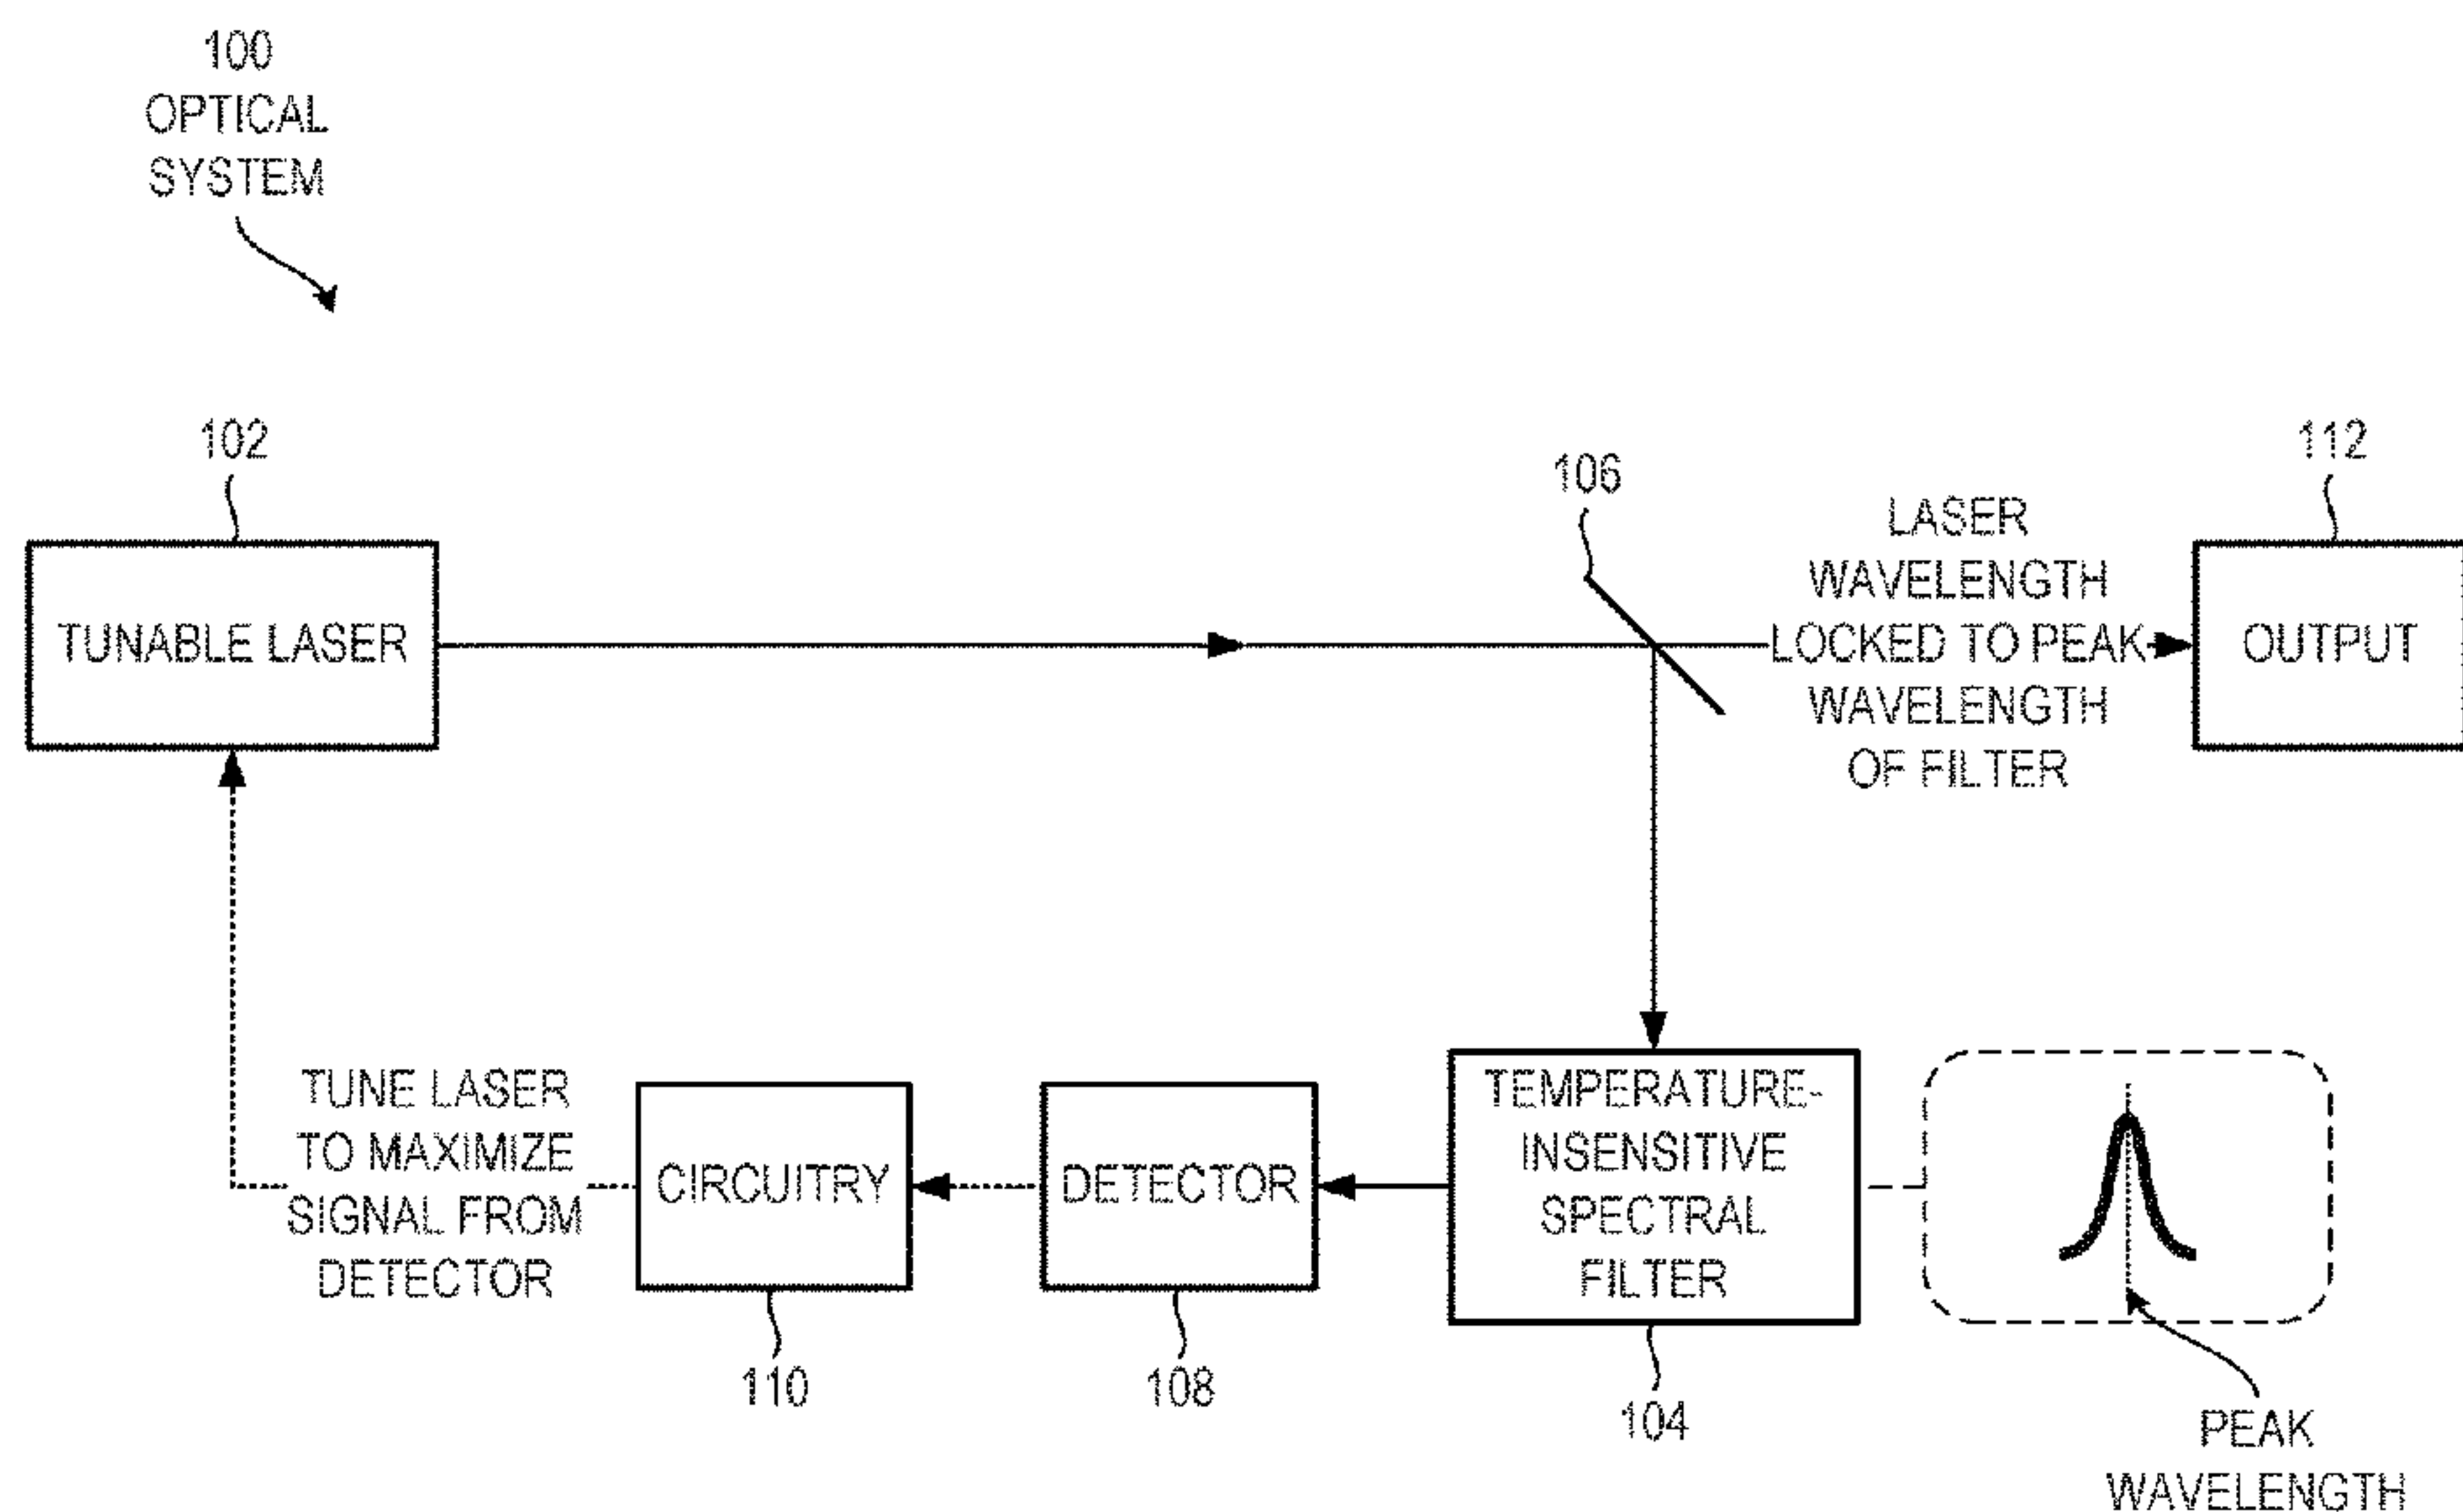 100
OPTICAL
SYSTEM
102
106
112
LASER
WAVELENGTH
LOCKED TO PEAK
WAVELENGTH
OF FILTER
TUNABLE LASER
OUTPUT
TUNE LASER
TO MAXIMIZE
SIGNAL FROM
DETECTOR
CIRCUITRY
DETECTOR
TEMPERATURE-
INSENSITIVE
SPECTRAL
FILTER
110
108
104
PEAK
WAVELENGTH